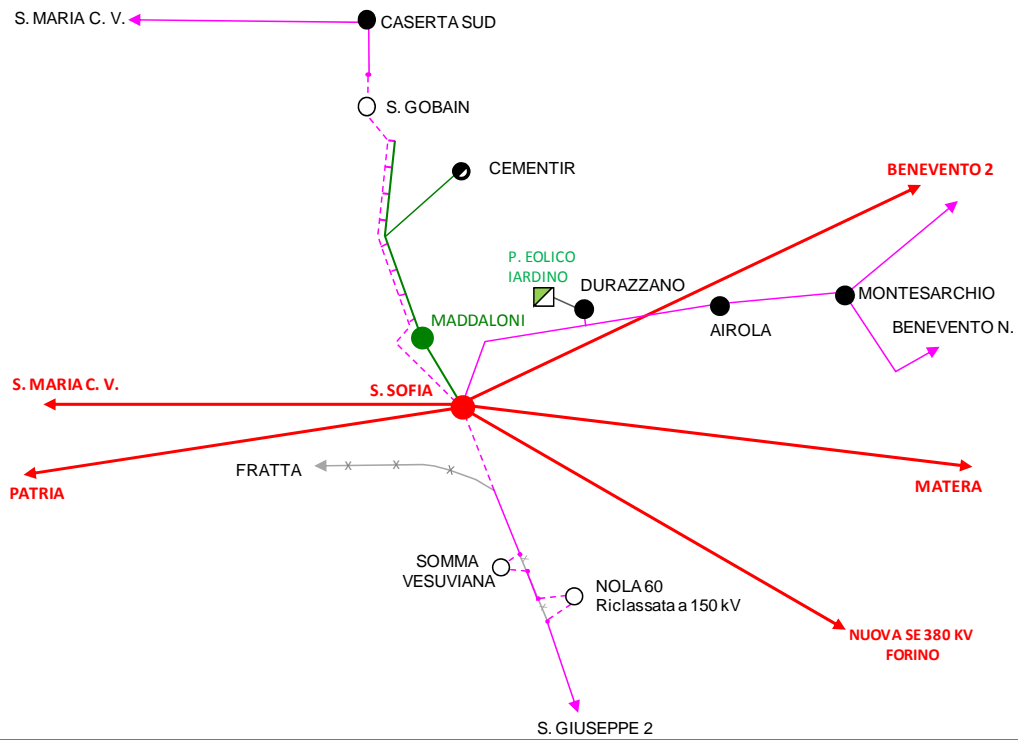 S. MARIA C. V.
CASERTA SUD
S. GOBAIN
CEMENTIR
BENEVENTO 2
P. EOLICO
IARDINO
DURAZZANO
MONTESARCHIO
AIROLA
BENEVENTO N.
MADDALONI
S. MARIA C. V.
S. SOFIA
FRATTA
PATRIA
MATERA
SOMMA
VESUVIANA
NOLA 60
Riclassata a 150 kV
NUOVA SE 380 KV
FORINO
S. GIUSEPPE 2